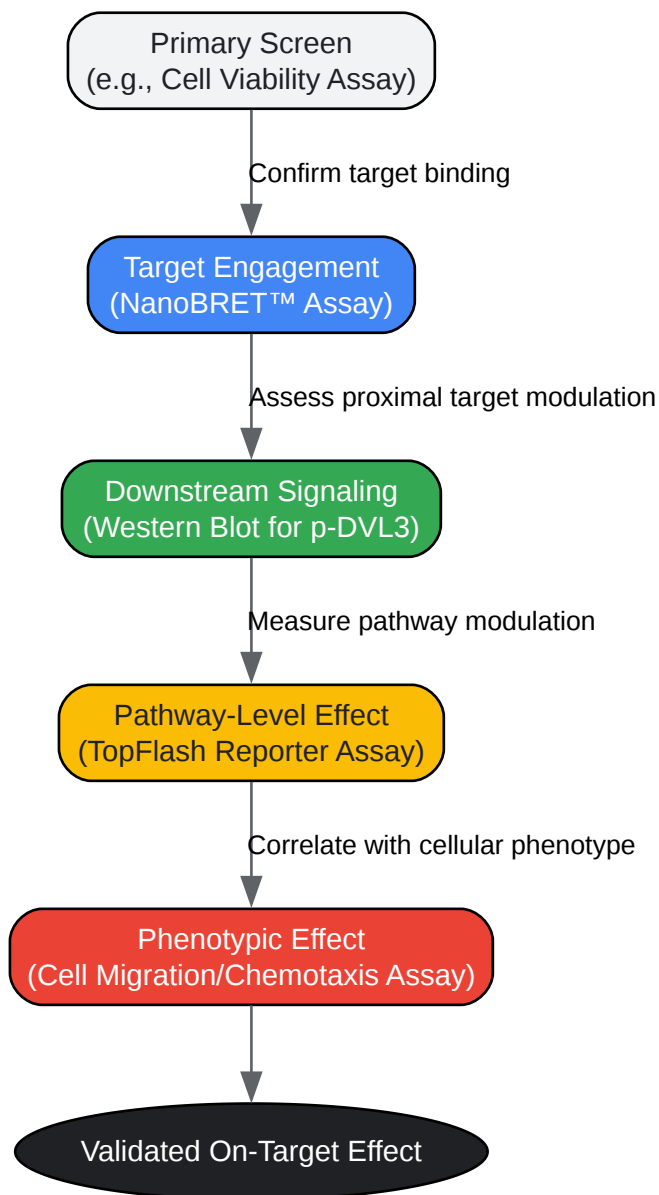 Primary Screen
(e.g., Cell Viability Assay)
Confirm target binding
Target Engagement
(NanoBRET™ Assay)
Assess proximal target modulation
Downstream Signaling
(Western Blot for p-DVL3)
Measure pathway modulation
Pathway-Level Effect
(TopFlash Reporter Assay)
Correlate with cellular phenotype
Phenotypic Effect
(Cell Migration/Chemotaxis Assay)
Validated On-Target Effect